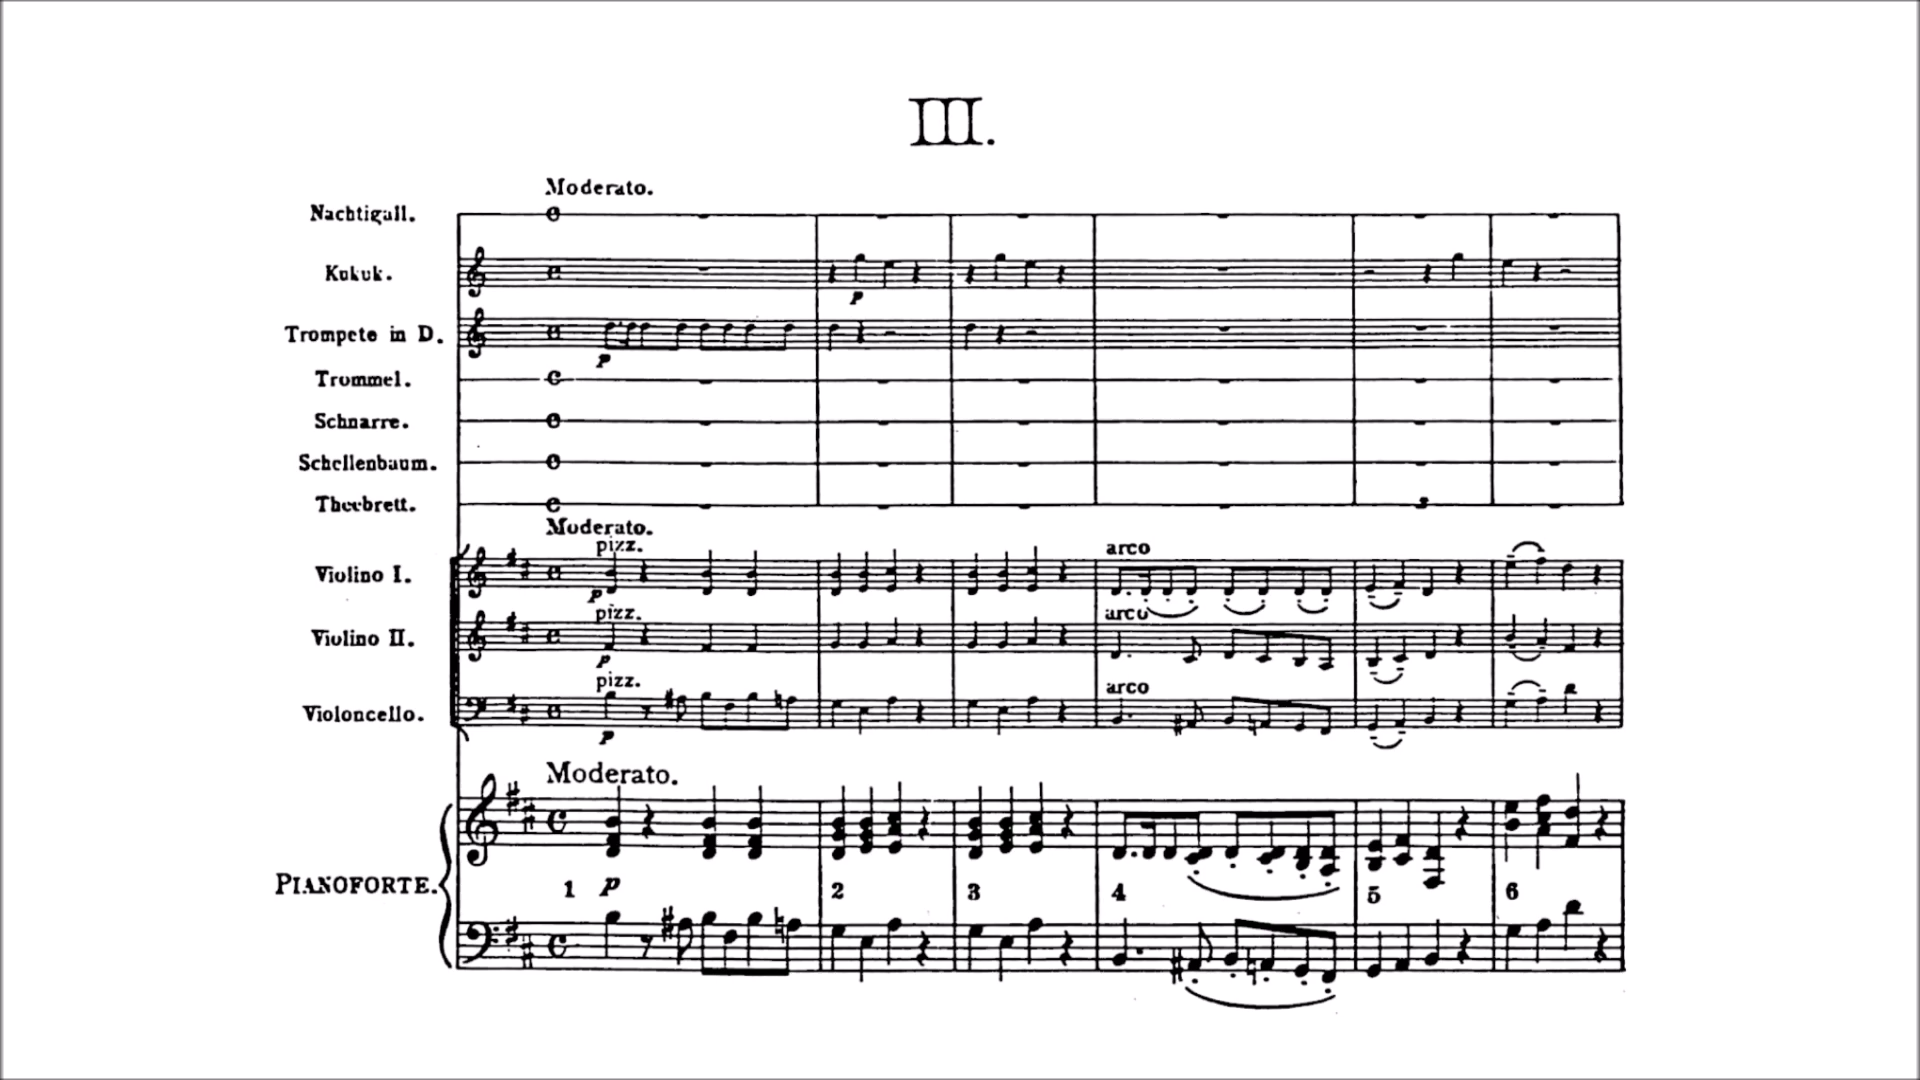 III.
Moderato.
Nachtigall.
Kukuk.
p
Trompete in D.
p
Trommel.
Schnarre.
Schellenbaum.
Theebrett.
Moderato.
pizz.
arco
Violino I.
p
pizz.
arco
Violino II.
p
pizz.
arco
Violoncello.
p
Moderato.
PIANOFORTE.
1 p 2 3 4 5 6